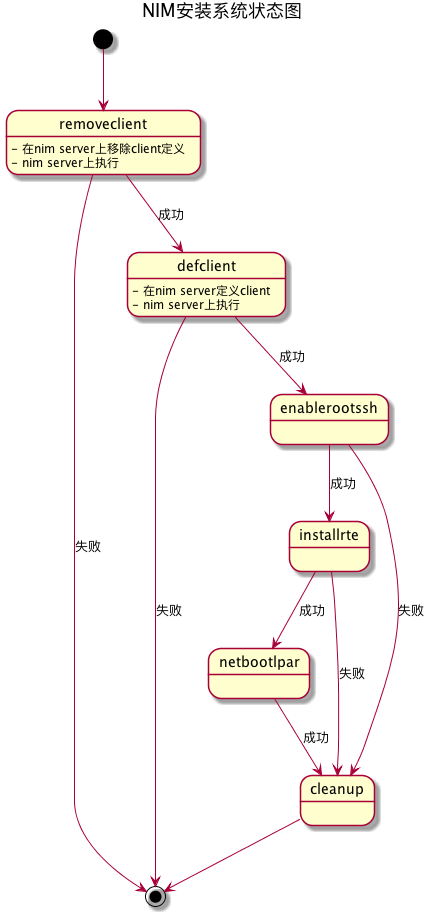 NIM安装系统状态图
removeclient
- 在nim server上移除client定义
- nim server上执行
成功
defclient
- 在nim server定义client
- nim server上执行
成功
enablerootssh
成功
installrte
失败
失败
成功
失败
netbootlpar
失败
成功
cleanup